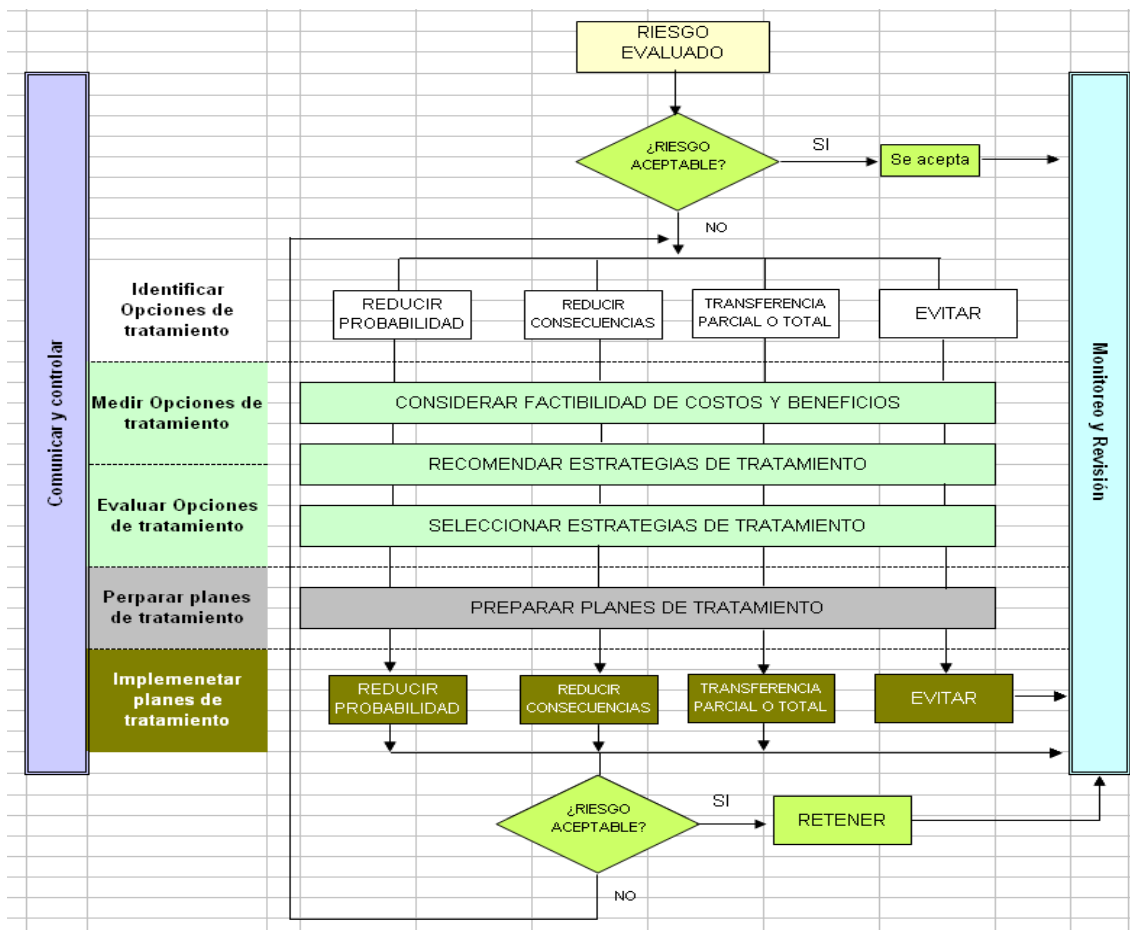 RIESGO
EVALUADO
¿RIESGO
ACEPTABLE?
SI
Se acepta
NO
Comunicar y controlar
Monitoreo y Revisión
Identificar
Opciones de
tratamiento
REDUCIR
PROBABILIDAD
REDUCIR
CONSECUENCIAS
TRANSFERENCIA
PARCIAL O TOTAL
EVITAR
Medir Opciones de
tratamiento
CONSIDERAR FACTIBILIDAD DE COSTOS Y BENEFICIOS
RECOMENDAR ESTRATEGIAS DE TRATAMIENTO
Evaluar Opciones
de tratamiento
SELECCIONAR ESTRATEGIAS DE TRATAMIENTO
Perparar planes
de tratamiento
PREPARAR PLANES DE TRATAMIENTO
Implemenetar
planes de
tratamiento
REDUCIR
PROBABILIDAD
REDUCIR
CONSECUENCIAS
TRANSFERENCIA
PARCIAL O TOTAL
EVITAR
¿RIESGO
ACEPTABLE?
SI
RETENER
NO